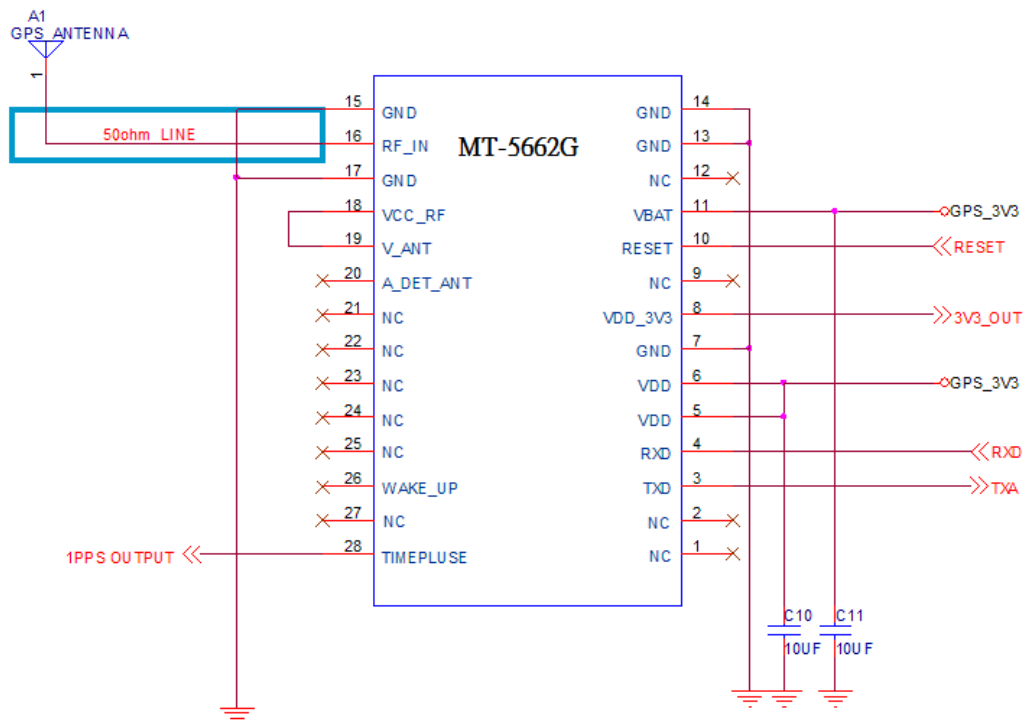 A1
GPS ANTENNA
1
50ohm LINE
MT-5662G
15 GND
16 RF_IN
17 GND
18 VCC_RF
19 V_ANT
20 A_DET_ANT
21 NC
22 NC
23 NC
24 NC
25 NC
26 WAKE_UP
27 NC
1PPS OUTPUT 28 TIMEPLUSE
GND 14
GND 13
NC 12
VBAT 11 GPS_3V3
RESET 10 RESET
NC 9
VDD_3V3 8 3V3_OUT
GND 7
VDD 6 GPS_3V3
VDD 5
RXD 4 RXD
TXD 3 TXA
NC 2
NC 1
C10 C11
10UF 10UF